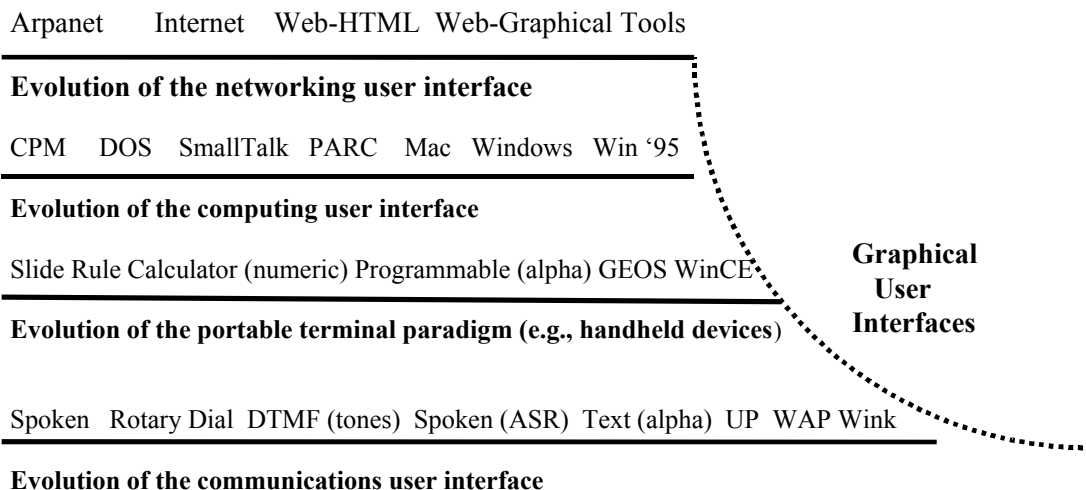 Arpanet Internet Web-HTML Web-Graphical Tools
Evolution of the networking user interface
CPM DOS SmallTalk PARC Mac Windows Win ‘95
Evolution of the computing user interface
Slide Rule Calculator (numeric) Programmable (alpha) GEOS WinCE
Evolution of the portable terminal paradigm (e.g., handheld devices)
Graphical
User
Interfaces
Spoken Rotary Dial DTMF (tones) Spoken (ASR) Text (alpha) UP WAP Wink
Evolution of the communications user interface